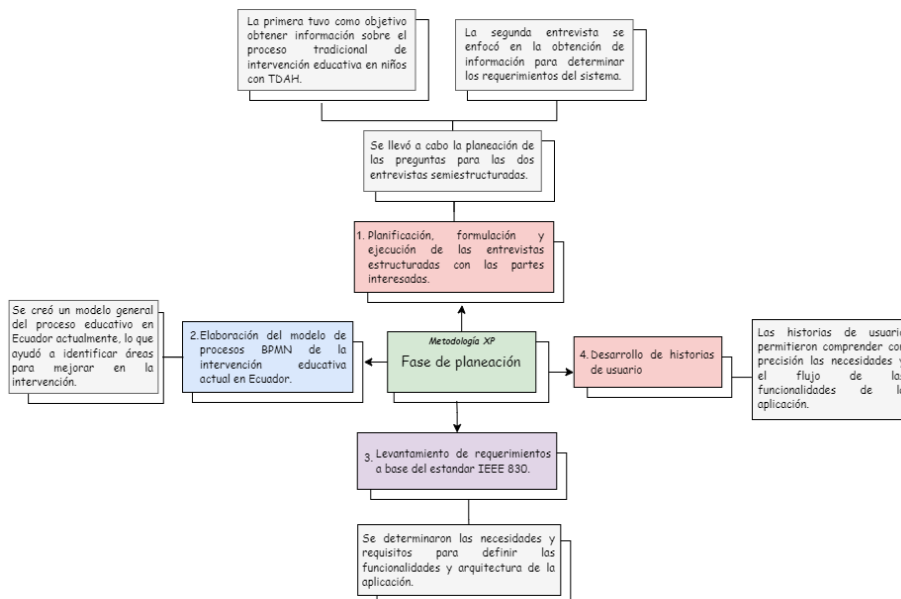 La primera tuvo como objetivo
obtener información sobre el
proceso tradicional de
intervención educativa en niños
con TDAH.
La segunda entrevista se
enfocó en la obtención de
información para determinar
los requerimientos del sistema.
Se llevó a cabo la planeación de
las preguntas para las dos
entrevistas semiestructuradas.
1. Planificación, formulación y
ejecución de las entrevistas
estructuradas con las partes
interesadas.
Se creó un modelo general
del proceso educativo en
Ecuador actualmente, lo que
ayudó a identificar áreas
para mejorar en la
intervención.
2. Elaboración del modelo de
procesos BPMN de la
intervención educativa
actual en Ecuador.
Metodología XP
Fase de planeación
4. Desarrollo de historias
de usuario
Las historias de usuario
permitieron comprender con
precisión las necesidades y
el flujo de las
funcionalidades de la
aplicación.
3. Levantamiento de requerimientos
a base del estandar IEEE 830.
Se determinaron las necesidades y
requisitos para definir las
funcionalidades y arquitectura de la
aplicación.